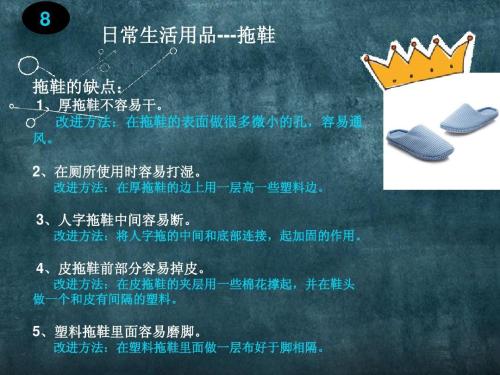 8
日常生活用品---拖鞋
拖鞋的缺点：
1、厚拖鞋不容易干。
改进方法：在拖鞋的表面做很多微小的孔，容易通
风。
2、在厕所使用时容易打湿。
改进方法：在厚拖鞋的边上用一层高一些塑料边。
3、人字拖鞋中间容易断。
改进方法：将人字拖的中间和底部连接，起加固的作用。
4、皮拖鞋前部分容易掉皮。
改进方法：在皮拖鞋的夹层用一些棉花撑起，并在鞋头
做一个和皮有间隔的塑料。
5、塑料拖鞋里面容易磨脚。
改进方法：在塑料拖鞋里面做一层布好于脚相隔。